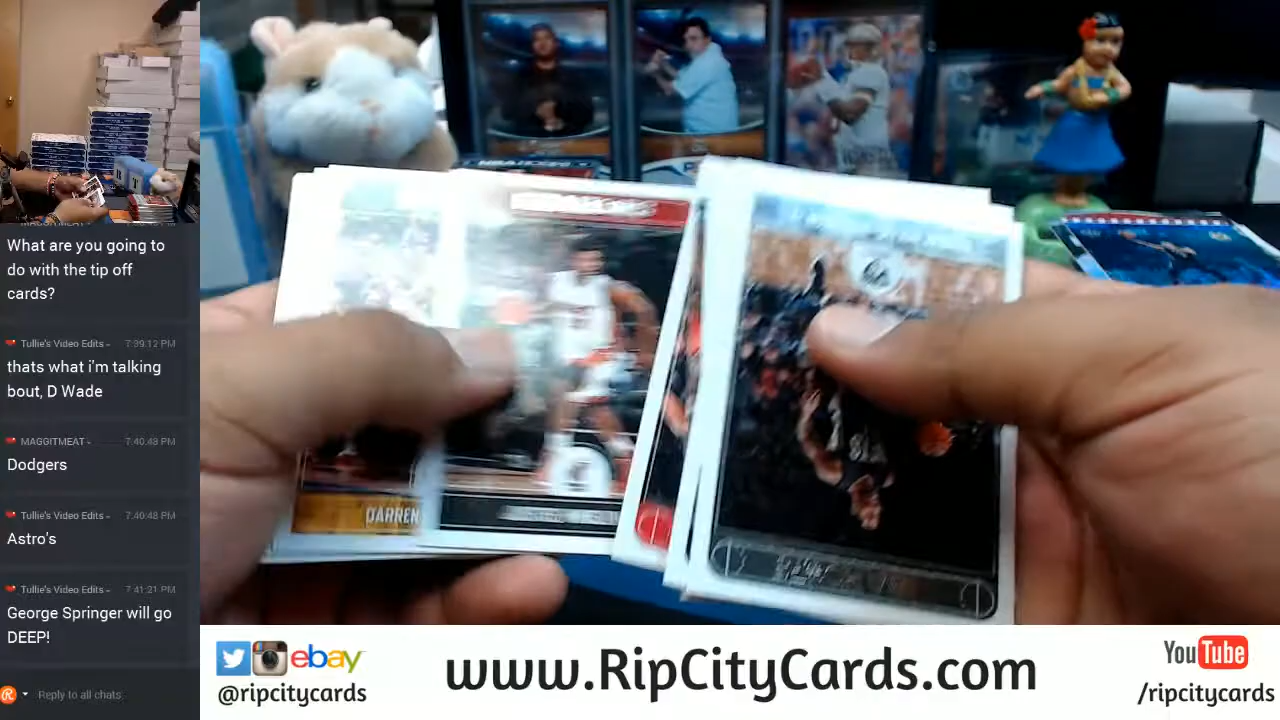 What are you going to
do with the tip off
cards?
Tullie's Video Edits -  7:39:12 PM
thats what i'm talking
bout, D Wade
MAGGITMEAT -  7:40:43 PM
Dodgers
Tullie's Video Edits -  7:40:48 PM
Astro's
Tullie's Video Edits -  7:41:21 PM
George Springer will go
DEEP!
Reply to all chats.
DARREN
ebay
@ripcitycards
www.RipCityCards.com
YouTube
/ripcitycards